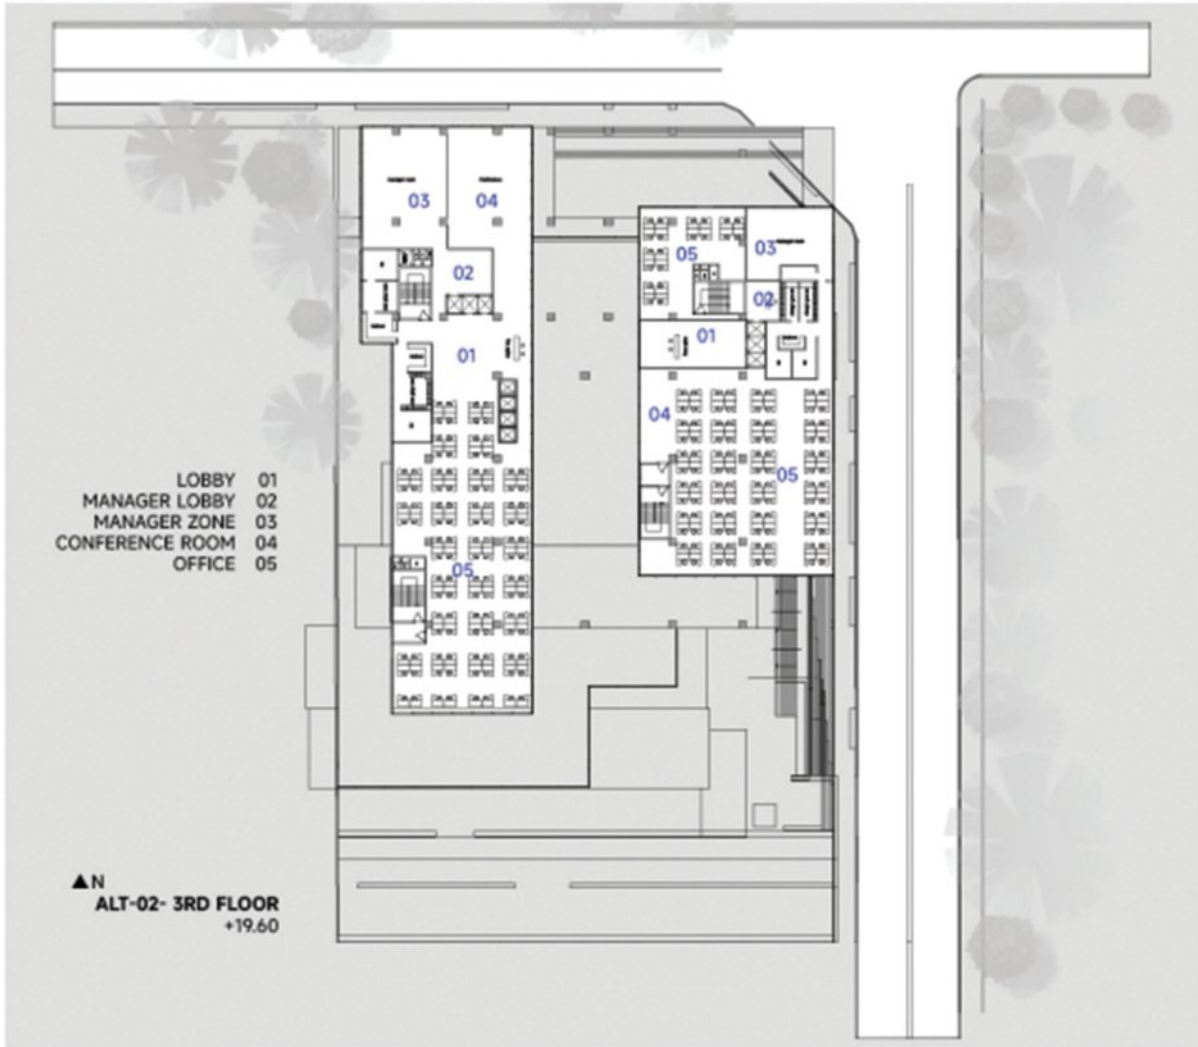 03
04
02
01
05
05
03
02
01
04
05
LOBBY 01
MANAGER LOBBY 02
MANAGER ZONE 03
CONFERENCE ROOM 04
OFFICE 05
N
ALT-02- 3RD FLOOR
+19.60